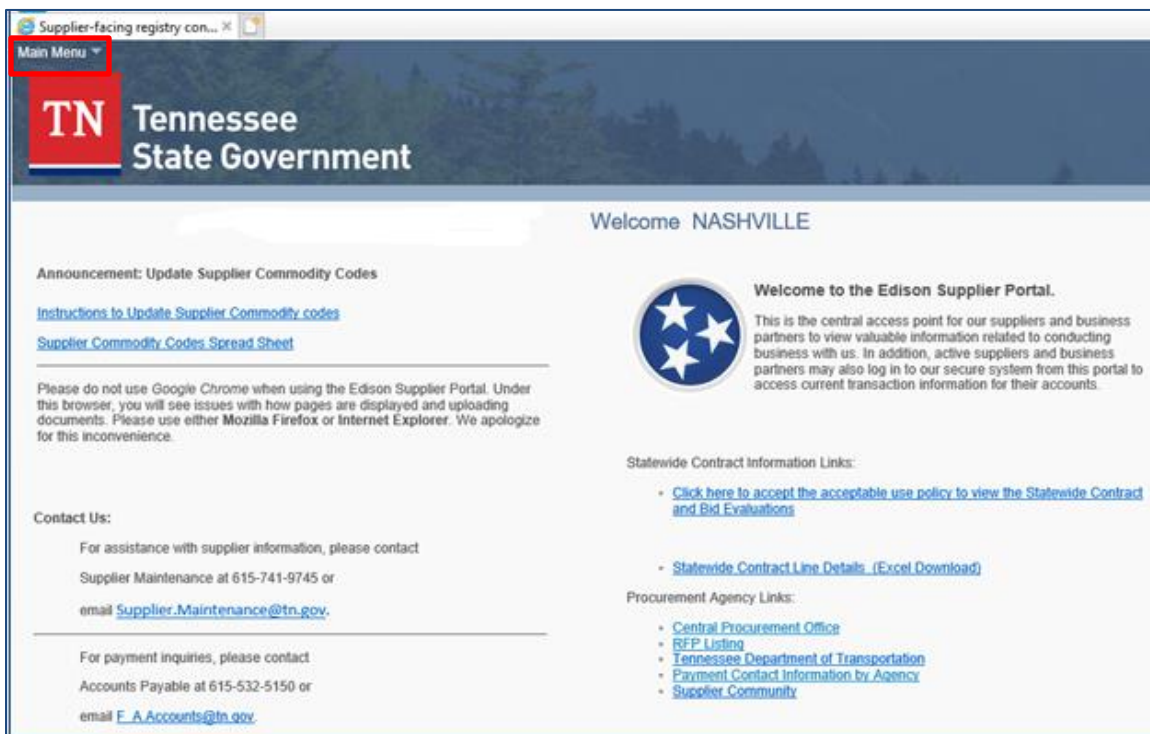 Supplier-facing registry con...
Main Menu
TN
Tennessee
State Government
Welcome NASHVILLE
Announcement: Update Supplier Commodity Codes
Instructions to Update Supplier Commodity codes
Supplier Commodity Codes Spread Sheet
Please do not use Google Chrome when using the Edison Supplier Portal. Under
this browser, you will see issues with how pages are displayed and uploading
documents. Please use either Mozilla Firefox or Internet Explorer. We apologize
for this inconvenience.
Contact Us:
For assistance with supplier information, please contact
Supplier Maintenance at 615-741-9745 or
email Supplier.Maintenance@tn.gov.
For payment inquiries, please contact
Accounts Payable at 615-532-5150 or
email F_A.Accounts@tn.gov.
Welcome to the Edison Supplier Portal.
This is the central access point for our suppliers and business
partners to view valuable information related to conducting
business with us. In addition, active suppliers and business
partners may also log in to our secure system from this portal to
access current transaction information for their accounts.
Statewide Contract Information Links:
Click here to accept the acceptable use policy to view the Statewide Contract
and Bid Evaluations
Statewide Contract Line Details (Excel Download)
Procurement Agency Links:
Central Procurement Office
RFP Listing
Tennessee Department of Transportation
Payment Contact Information by Agency
Supplier Community